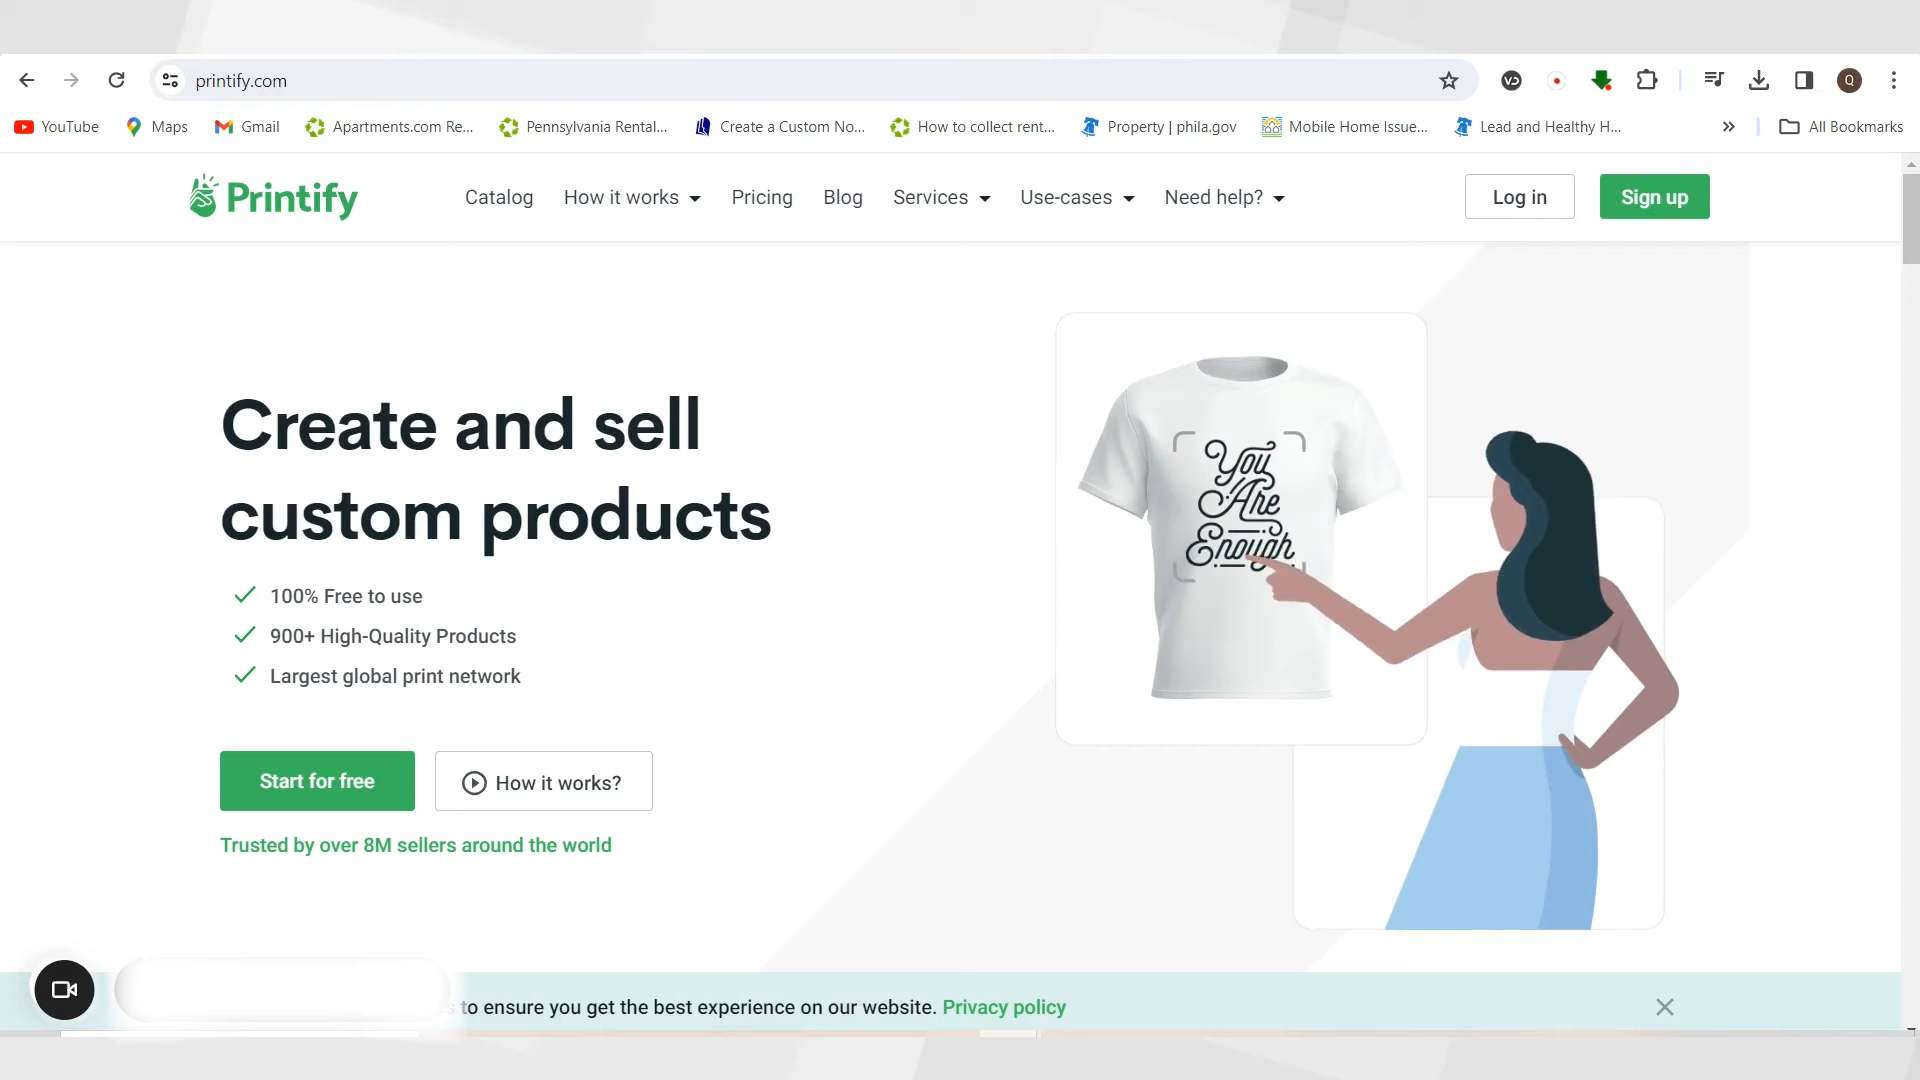 printify.com
YouTube Maps Gmail Apartments.com Re... Pennsylvania Rental... Create a Custom No... How to collect rent... Property | phila.gov Mobile Home Issue... Lead and Healthy H... All Bookmarks
Printify Catalog How it works Pricing Blog Services Use-cases Need help? Log in Sign up
Create and sell
custom products
100% Free to use
900+ High-Quality Products
Largest global print network
Start for free How it works?
Trusted by over 8M sellers around the world
You
Are
Enough
to ensure you get the best experience on our website. Privacy policy
Q